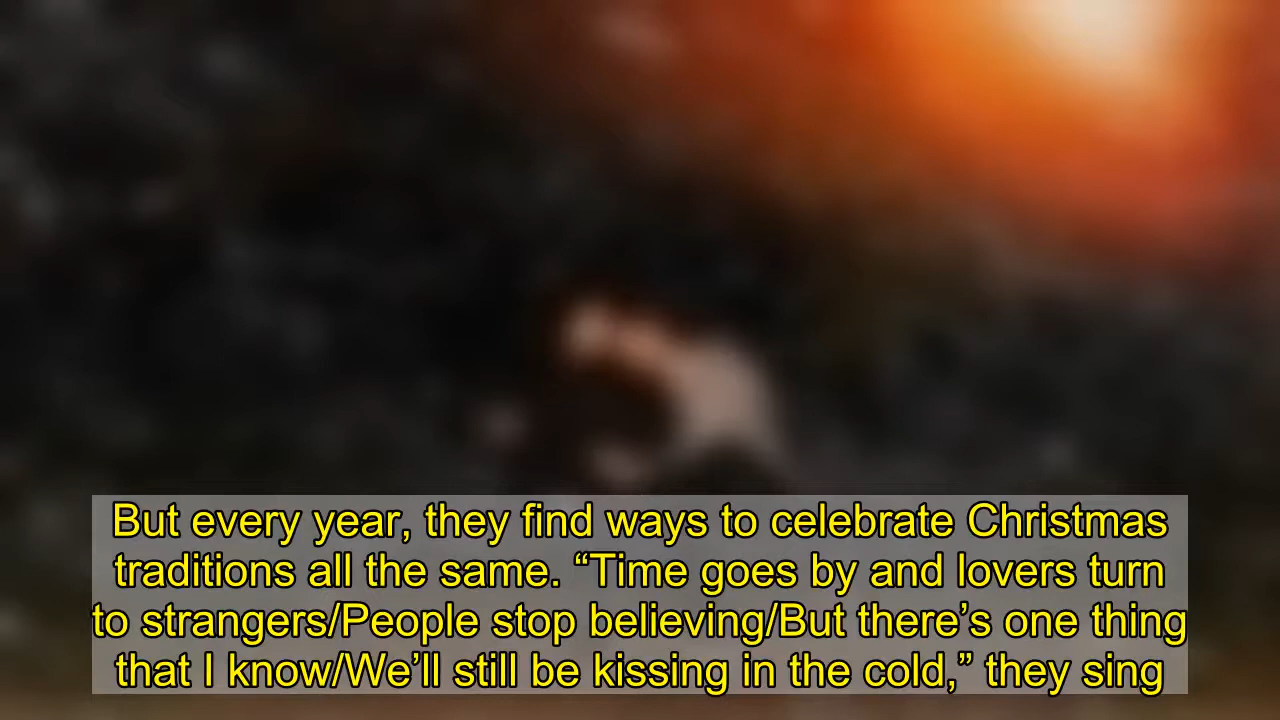 But every year, they find ways to celebrate Christmas
traditions all the same. “Time goes by and lovers turn
to strangers/People stop believing/But there’s one thing
that I know/We’ll still be kissing in the cold,” they sing